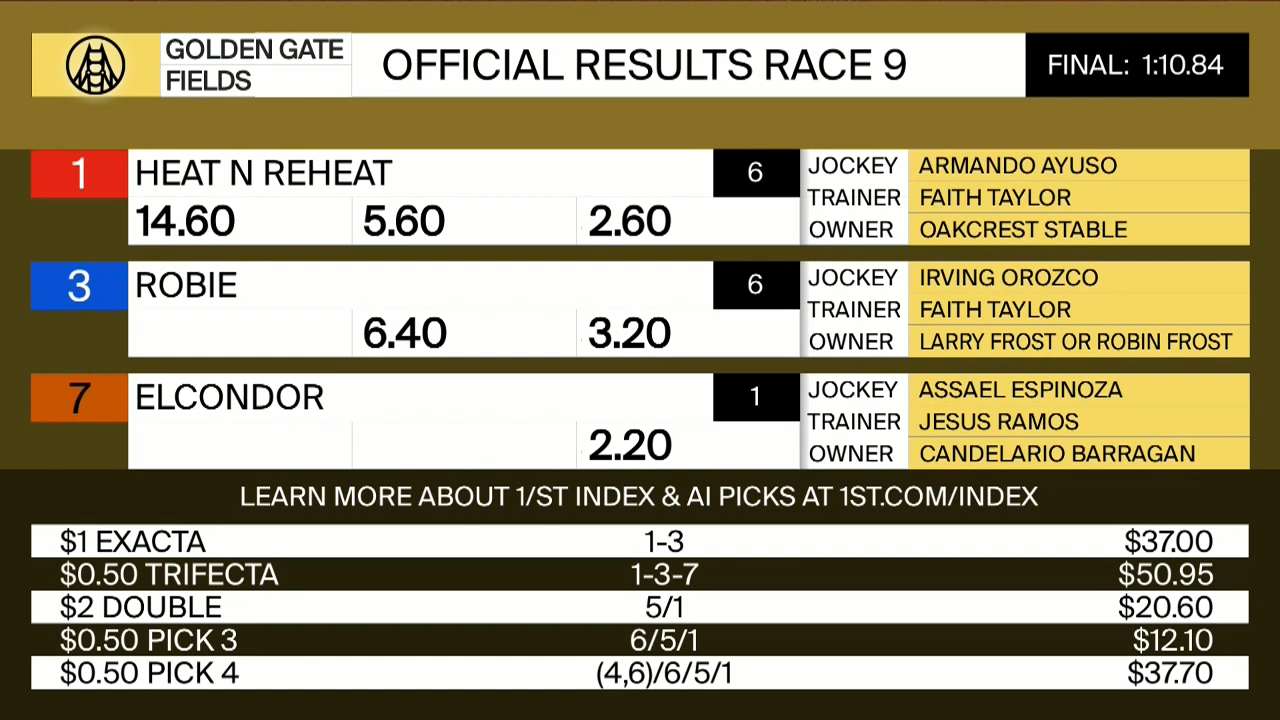 GOLDEN GATE
FIELDS
OFFICIAL RESULTS RACE 9
FINAL: 1:10.84
1 HEAT N REHEAT 6
14.60 5.60 2.60
JOCKEY ARMANDO AYUSO
TRAINER FAITH TAYLOR
OWNER OAKCREST STABLE
3 ROBIE 6
6.40 3.20
JOCKEY IRVING OROZCO
TRAINER FAITH TAYLOR
OWNER LARRY FROST OR ROBIN FROST
7 ELCONDOR 1
2.20
JOCKEY ASSAEL ESPINOZA
TRAINER JESUS RAMOS
OWNER CANDELARIO BARRAGAN
LEARN MORE ABOUT 1/ST INDEX & AI PICKS AT 1ST.COM/INDEX
$1 EXACTA 1-3 $37.00
$0.50 TRIFECTA 1-3-7 $50.95
$2 DOUBLE 5/1 $20.60
$0.50 PICK 3 6/5/1 $12.10
$0.50 PICK 4 (4,6)/6/5/1 $37.70